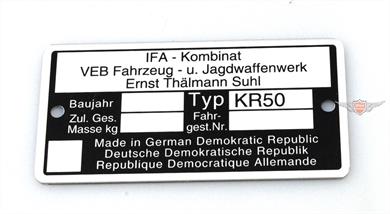 IFA - Kombinat
VEB Fahrzeug - u. Jagdwaffenwerk
Ernst Thälmann Suhl
Baujahr Typ KR50
Zul. Ges. Fahr-
Masse kg gest.Nr.
Made in German Demokratic Republic
Deutsche Demokratische Republik
Republique Democratique Allemande